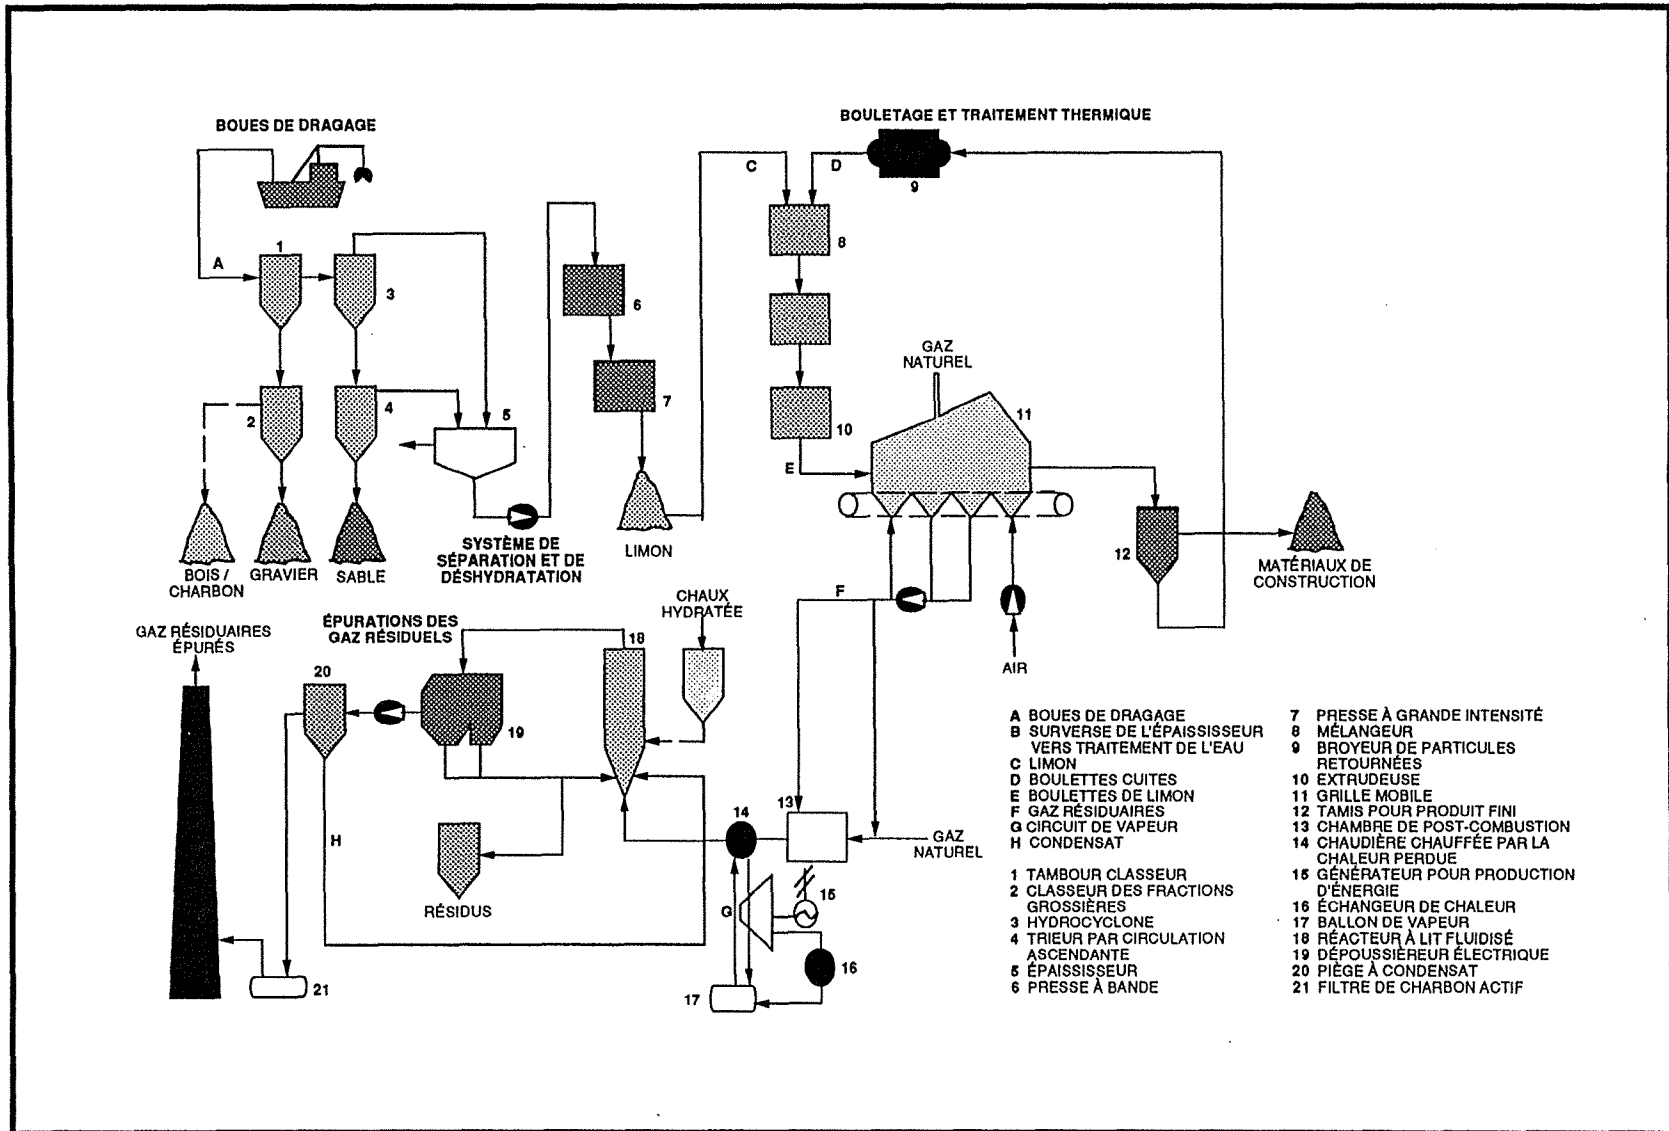 BOUES DE DRAGAGE
A
1
3
2
4
5
BOIS /
CHARBON
GRAVIER
SABLE
SYSTÈME DE
SÉPARATION ET DE
DÉSHYDRATATION
6
7
LIMON
BOULETAGE ET TRAITEMENT THERMIQUE
C
D
9
8
10
E
GAZ
NATUREL
11
12
MATÉRIAUX DE
CONSTRUCTION
F
AIR
GAZ RÉSIDUAIRES
ÉPURÉS
ÉPURATIONS DES
GAZ RÉSIDUELS
CHAUX
HYDRATÉE
18
20
19
H
RÉSIDUS
21
13
14
GAZ
NATUREL
G
15
16
17
A BOUES DE DRAGAGE
B SURVERSE DE L'ÉPAISSISSEUR
VERS TRAITEMENT DE L'EAU
C LIMON
D BOULETTES CUITES
E BOULETTES DE LIMON
F GAZ RÉSIDUAIRES
G CIRCUIT DE VAPEUR
H CONDENSAT
1 TAMBOUR CLASSEUR
2 CLASSEUR DES FRACTIONS
GROSSIÈRES
3 HYDROCYCLONE
4 TRIEUR PAR CIRCULATION
ASCENDANTE
5 ÉPAISSISSEUR
6 PRESSE À BANDE
7 PRESSE À GRANDE INTENSITÉ
8 MÉLANGEUR
9 BROYEUR DE PARTICULES
RETOURNÉES
10 EXTRUDEUSE
11 GRILLE MOBILE
12 TAMIS POUR PRODUIT FINI
13 CHAMBRE DE POST-COMBUSTION
14 CHAUDIÈRE CHAUFFÉE PAR LA
CHALEUR PERDUE
15 GÉNÉRATEUR POUR PRODUCTION
D'ÉNERGIE
16 ÉCHANGEUR DE CHALEUR
17 BALLON DE VAPEUR
18 RÉACTEUR À LIT FLUIDISÉ
19 DÉPOUSSIÈREUR ÉLECTRIQUE
20 PIÈGE À CONDENSAT
21 FILTRE DE CHARBON ACTIF